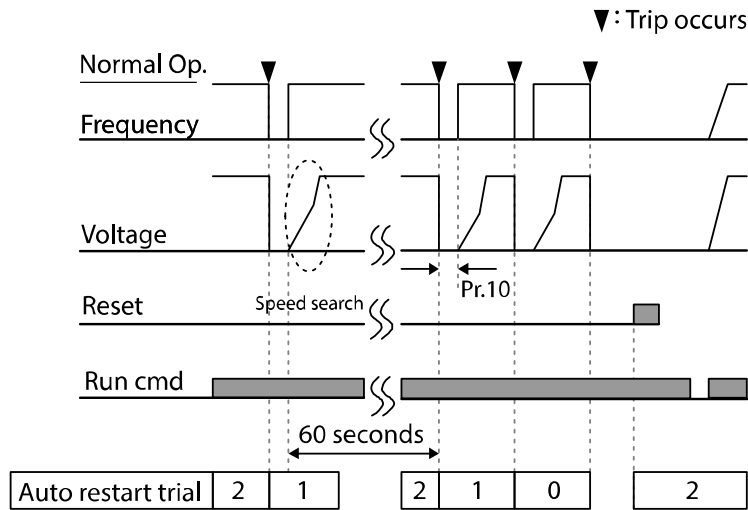 ▼: Trip occurs
Normal Op.
Frequency
Voltage
Pr.10
Reset
Speed search
Run cmd
60 seconds
Auto restart trial 2 1 2 1 0 2